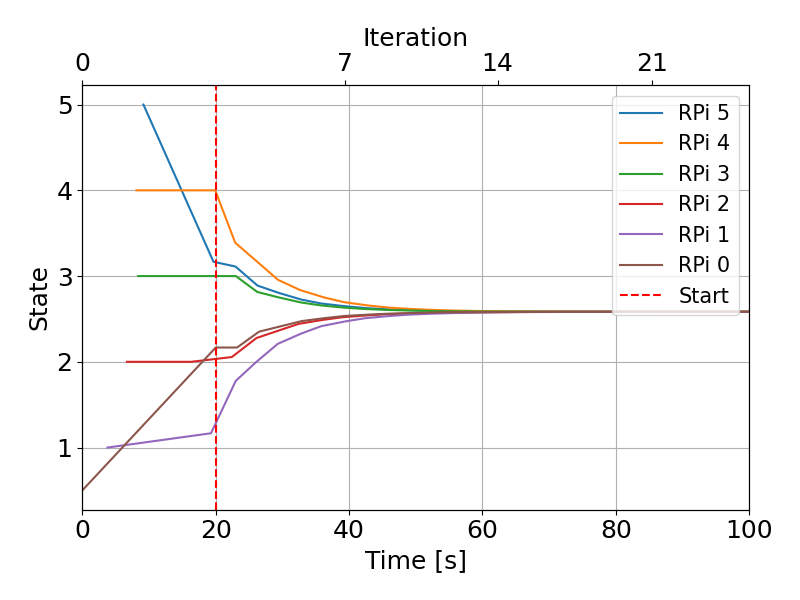 Iteration
0 7 14 21
State
5
4
3
2
1
RPi 5
RPi 4
RPi 3
RPi 2
RPi 1
RPi 0
Start
0 20 40 60 80 100
Time [s]